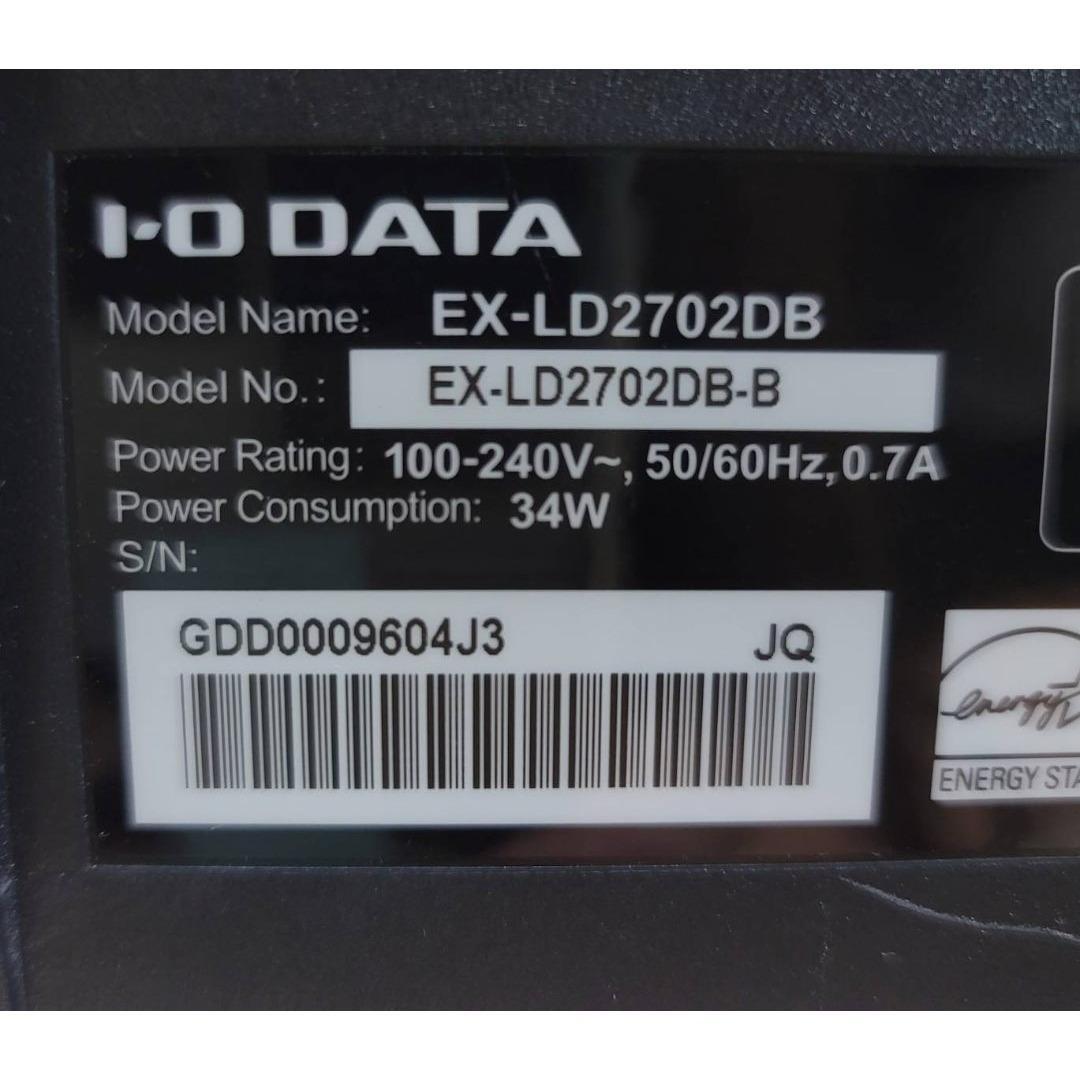 I-O DATA
Model Name: EX-LD2702DB
Model No.: EX-LD2702DB-B
Power Rating: 100-240V~, 50/60Hz, 0.7A
Power Consumption: 34W
S/N:
GDD0009604J3 JQ
energy
ENERGY STA